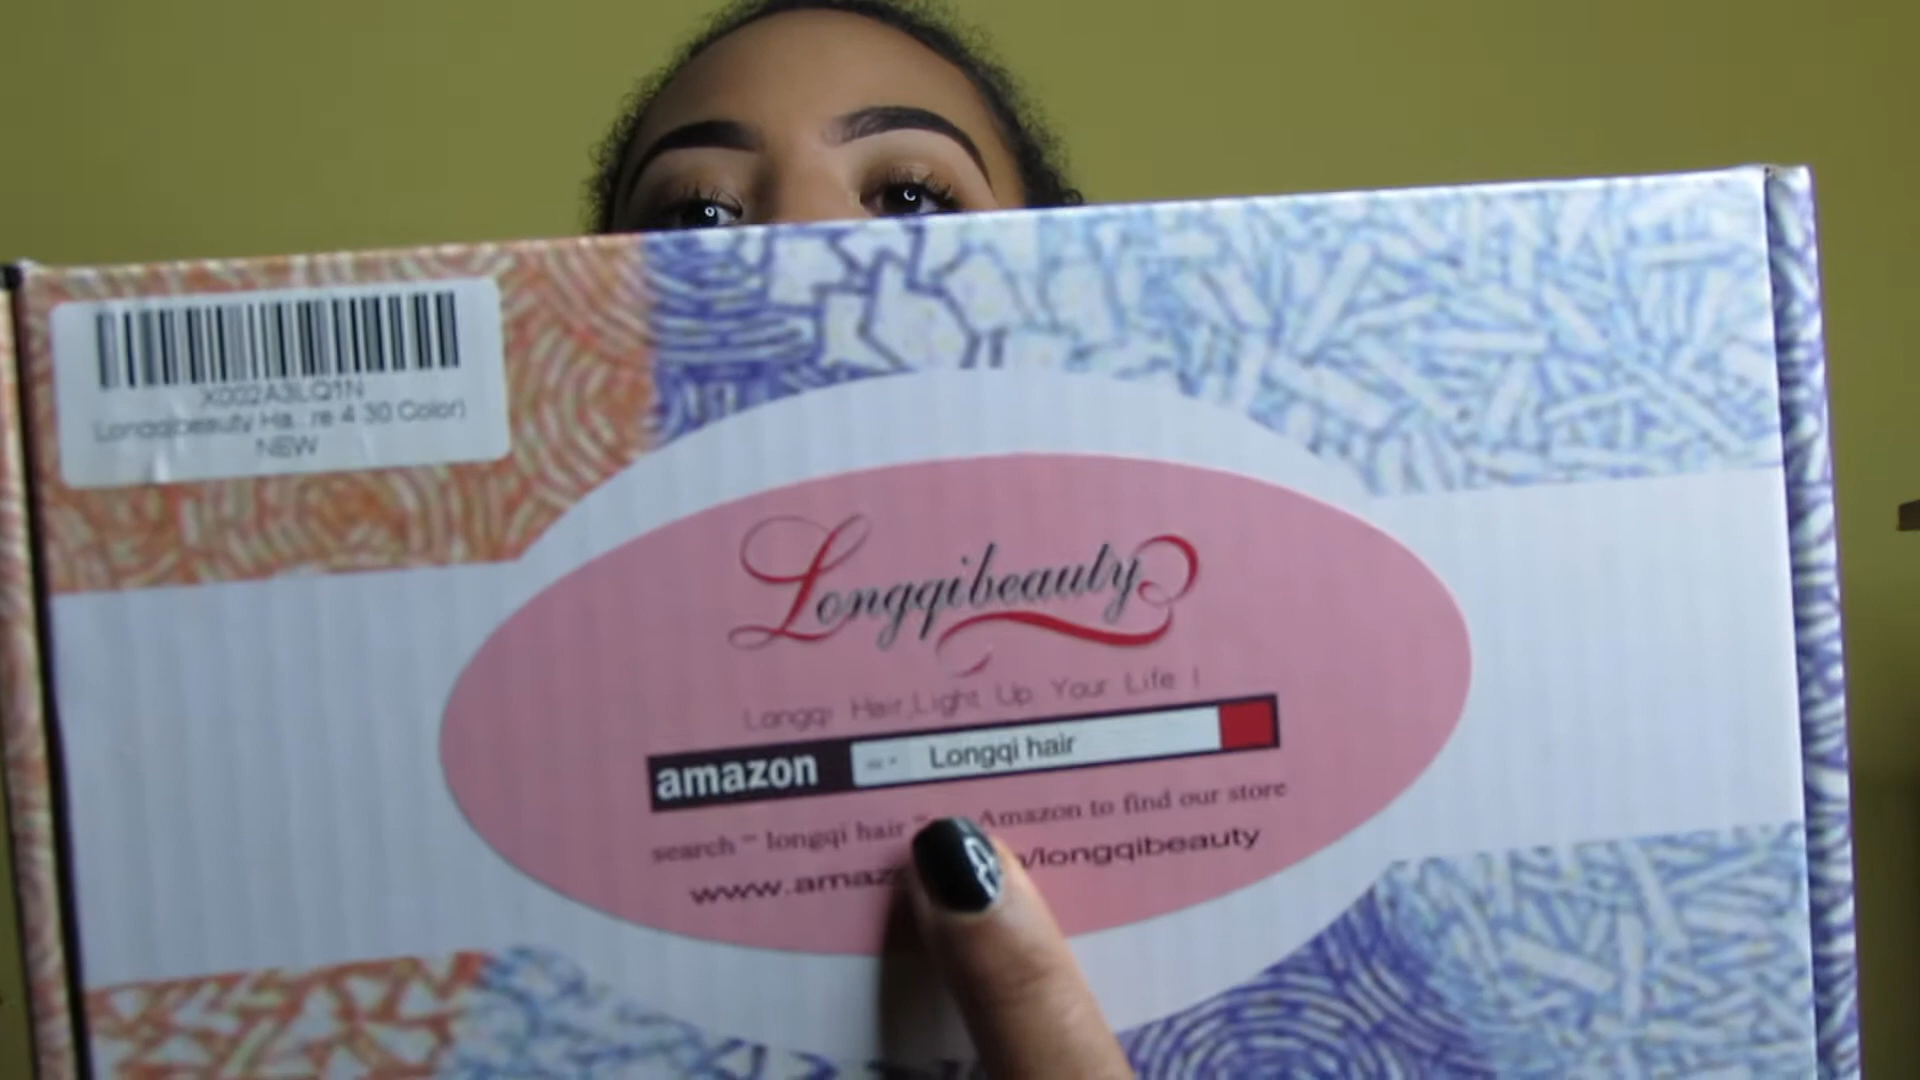 X002A3LQ1N
Longqibeauty Ha...re 4 30 Color)
NEW
Longqibeauty
Longqi Hair,Light Up Your Life !
amazon
Longqi hair
search " longqi hair " Amazon to find our store
www.amaz /longqibeauty